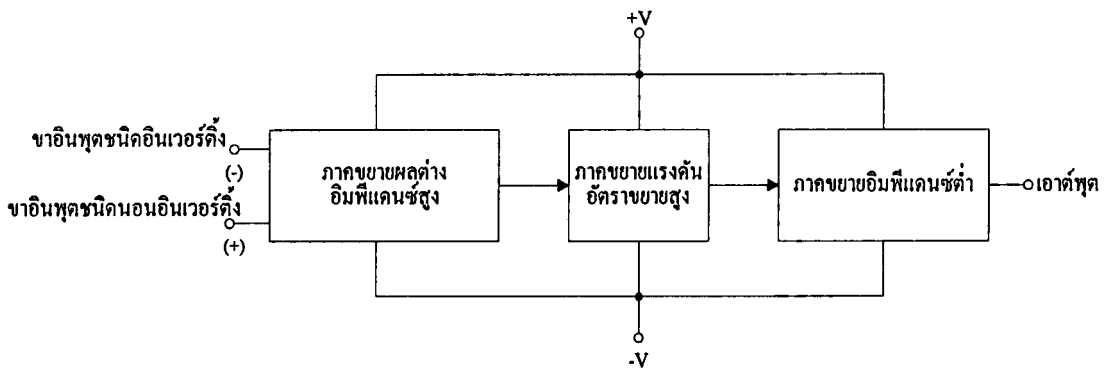 +V
ขาอินพุตชนิดอินเวอร์ติ้ง
(-)
ขาอินพุตชนิดนอนอินเวอร์ติ้ง
(+)
ภาคขยายผลต่าง
อิมพีแดนซ์สูง
ภาคขยายแรงดัน
อัตราขยายสูง
ภาคขยายอิมพีแดนซ์ต่ำ
เอาต์พุต
-V